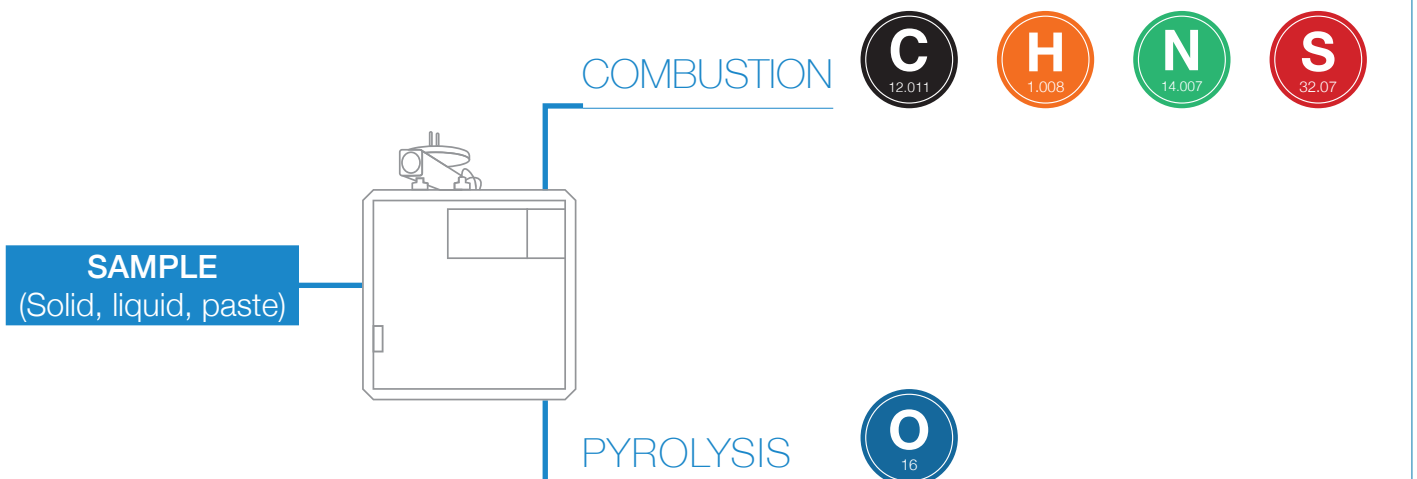 COMBUSTION
C
12.011
H
1.008
N
14.007
S
32.07
SAMPLE
(Solid, liquid, paste)
PYROLYSIS
O
16